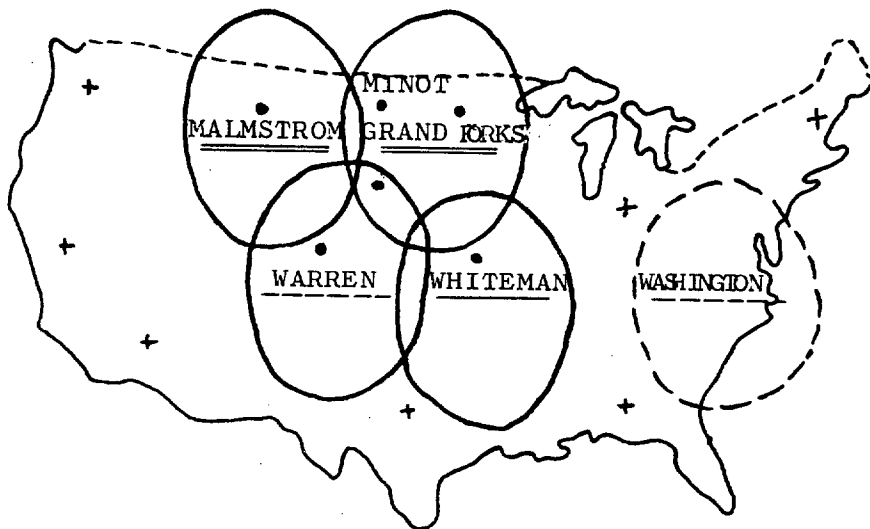 MINOT
MALMSTROM
GRAND FORKS
WARREN
WHITEMAN
WASHINGTON